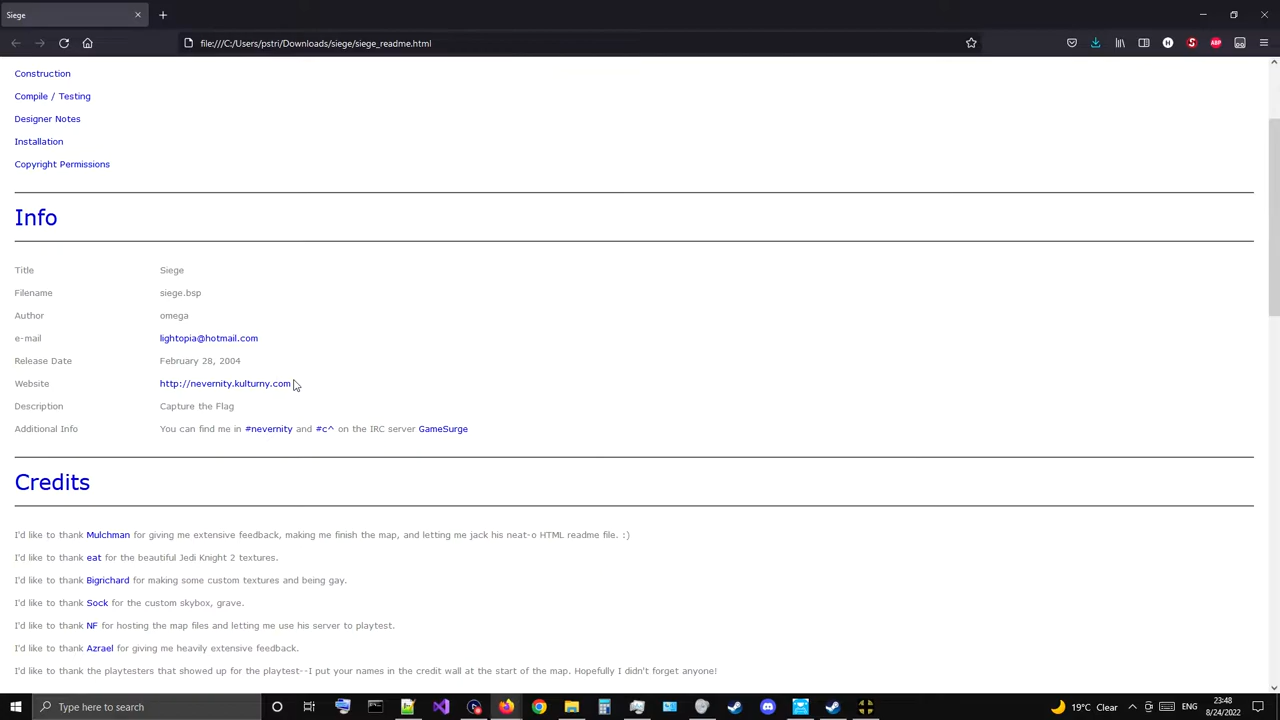 Siege
file:///C:/Users/pstri/Downloads/siege/siege_readme.html
Construction
Compile / Testing
Designer Notes
Installation
Copyright Permissions
Info
Title Siege
Filename siege.bsp
Author omega
e-mail lightopia@hotmail.com
Release Date February 28, 2004
Website http://nevernity.kulturny.com
Description Capture the Flag
Additional Info You can find me in #nevernity and #c^ on the IRC server GameSurge
Credits
I'd like to thank Mulchman for giving me extensive feedback, making me finish the map, and letting me jack his neat-o HTML readme file. :)
I'd like to thank eat for the beautiful Jedi Knight 2 textures.
I'd like to thank Bigrichard for making some custom textures and being gay.
I'd like to thank Sock for the custom skybox, grave.
I'd like to thank NF for hosting the map files and letting me use his server to playtest.
I'd like to thank Azrael for giving me heavily extensive feedback.
I'd like to thank the playtesters that showed up for the playtest--I put your names in the credit wall at the start of the map. Hopefully I didn't forget anyone!
Type here to search
19°C Clear
23:48
8/24/2022